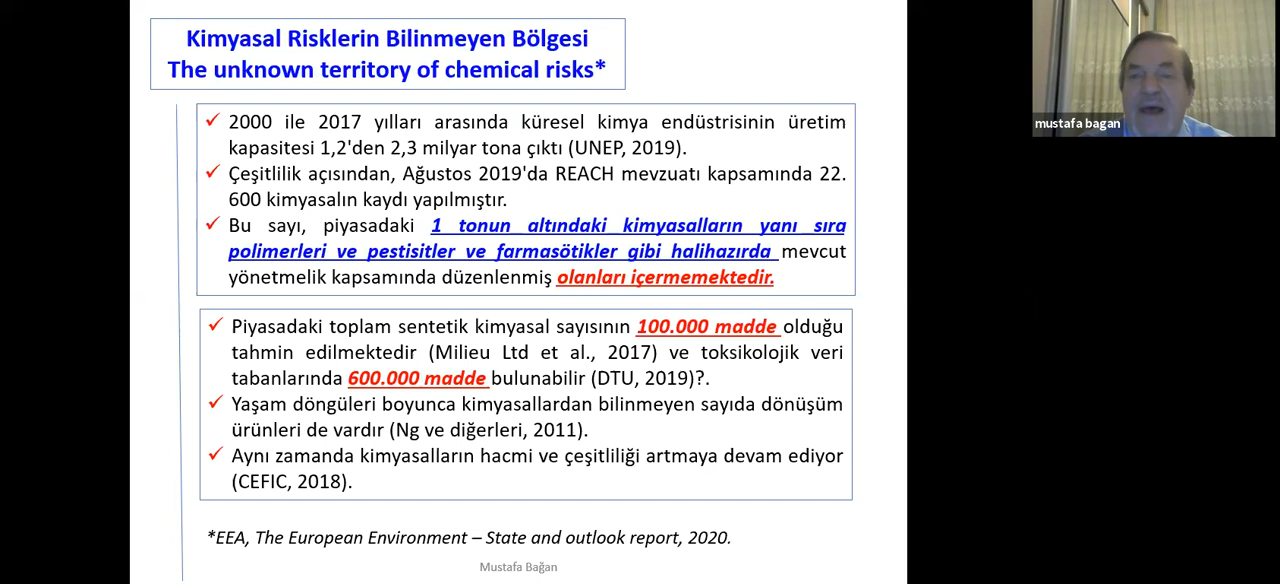 Kimyasal Risklerin Bilinmeyen Bölgesi
The unknown territory of chemical risks*
mustafa bagan
✓ 2000 ile 2017 yılları arasında küresel kimya endüstrisinin üretim
kapasitesi 1,2'den 2,3 milyar tona çıktı (UNEP, 2019).
✓ Çeşitlilik açısından, Ağustos 2019'da REACH mevzuatı kapsamında 22.
600 kimyasalın kaydı yapılmıştır.
✓ Bu sayı, piyasadaki 1 tonun altındaki kimyasalların yanı sıra
polimerleri ve pestisitler ve farmasötikler gibi halihazırda mevcut
yönetmelik kapsamında düzenlenmiş olanları içermemektedir.
✓ Piyasadaki toplam sentetik kimyasal sayısının 100.000 madde olduğu
tahmin edilmektedir (Milieu Ltd et al., 2017) ve toksikolojik veri
tabanlarında 600.000 madde bulunabilir (DTU, 2019)?.
✓ Yaşam döngüleri boyunca kimyasallardan bilinmeyen sayıda dönüşüm
ürünleri de vardır (Ng ve diğerleri, 2011).
✓ Aynı zamanda kimyasalların hacmi ve çeşitliliği artmaya devam ediyor
(CEFIC, 2018).
*EEA, The European Environment – State and outlook report, 2020.
Mustafa Bağan